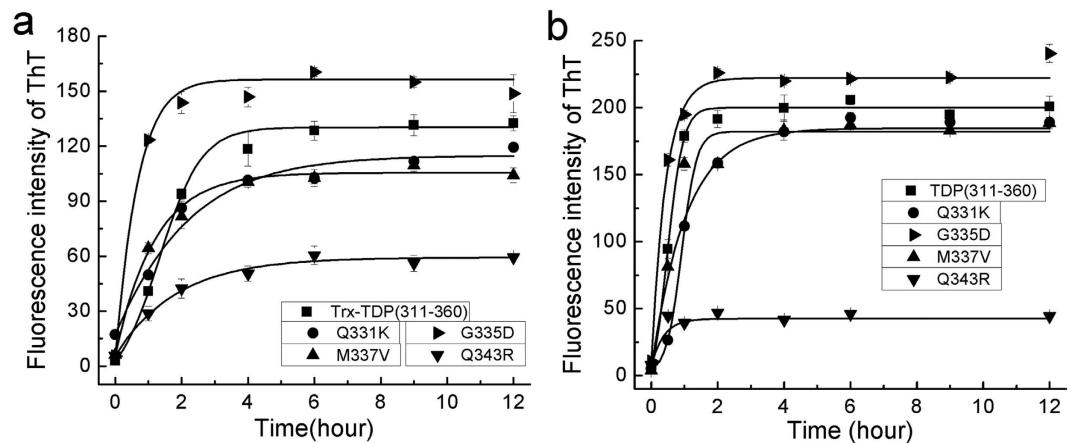 a
Fluorescence intensity of ThT
180
150
120
90
60
30
0
0 2 4 6 8 10 12
Time(hour)
Trx-TDP(311-360)
Q331K G335D
M337V Q343R
b
Fluorescence intensity of ThT
250
200
150
100
50
0
0 2 4 6 8 10 12
Time (hour)
TDP(311-360)
Q331K
G335D
M337V
Q343R